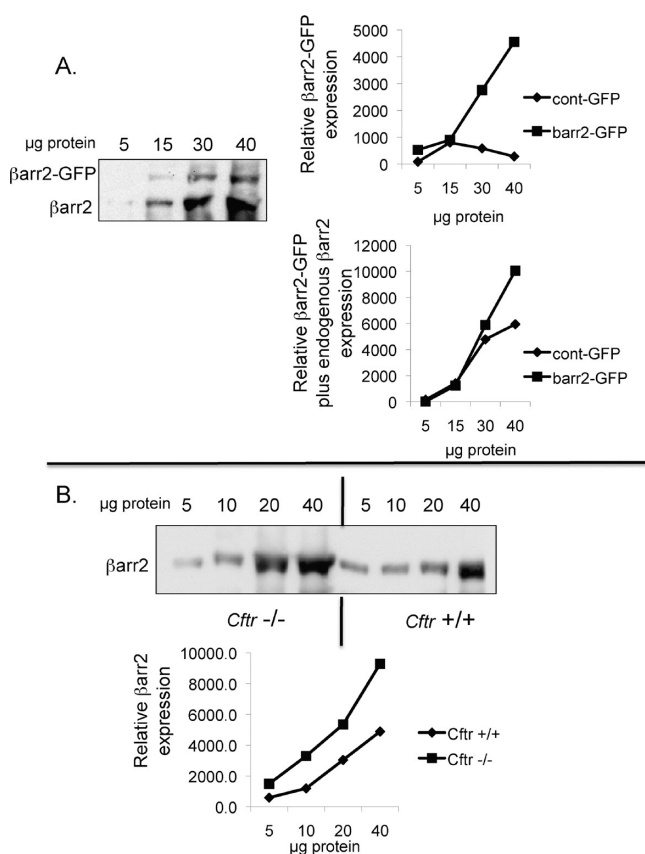 A.
µg protein 5 15 30 40
βarr2-GFP
βarr2
Relative βarr2-GFP
expression
5000
4000
3000
2000
1000
0
5 15 30 40
µg protein
cont-GFP
barr2-GFP
Relative βarr2-GFP
plus endogenous βarr2
expression
12000
10000
8000
6000
4000
2000
0
5 15 30 40
µg protein
cont-GFP
barr2-GFP
B.
µg protein 5 10 20 40 5 10 20 40
βarr2
Cftr -/- Cftr +/+
Relative βarr2
expression
10000.0
8000.0
6000.0
4000.0
2000.0
0.0
5 10 20 40
µg protein
Cftr +/+
Cftr -/-